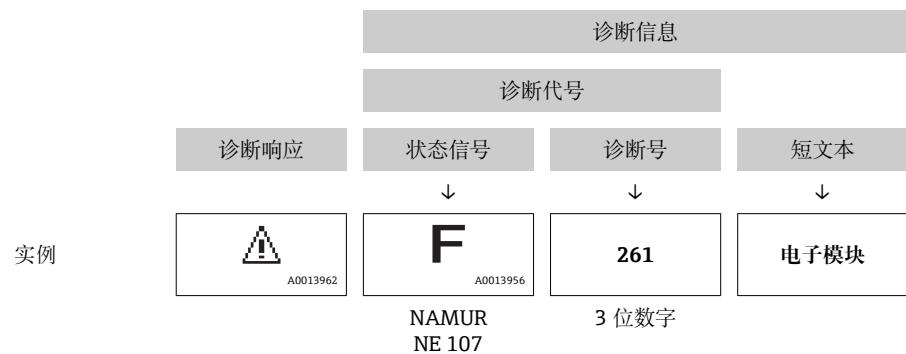 诊断信息
诊断代号
诊断响应 状态信号 诊断号 短文本
↓ ↓ ↓
实例 F 261 电子模块
A0013962 A0013956
NAMUR 3 位数字
NE 107